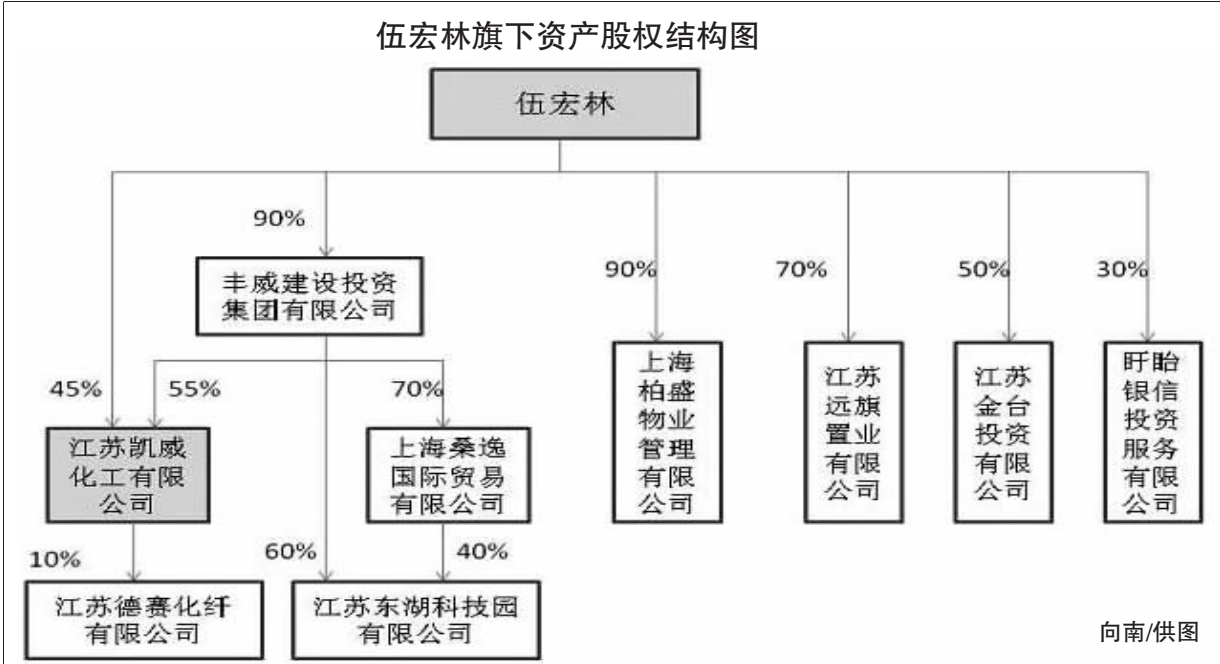 伍宏林旗下资产股权结构图
伍宏林
90%
丰威建设投资
集团有限公司
90%
70%
50%
30%
45%
55%
70%
江苏凯威
化工有限
公司
上海桑逸
国际贸易
有限公司
上海
柏盛
物业
管理
有限
公司
江苏
远旗
置业
有限
公司
江苏
金台
投资
有限
公司
盱眙
银信
投资
服务
有限
公司
10%
60%
40%
江苏德赛化纤
有限公司
江苏东湖科技园
有限公司
向南/供图